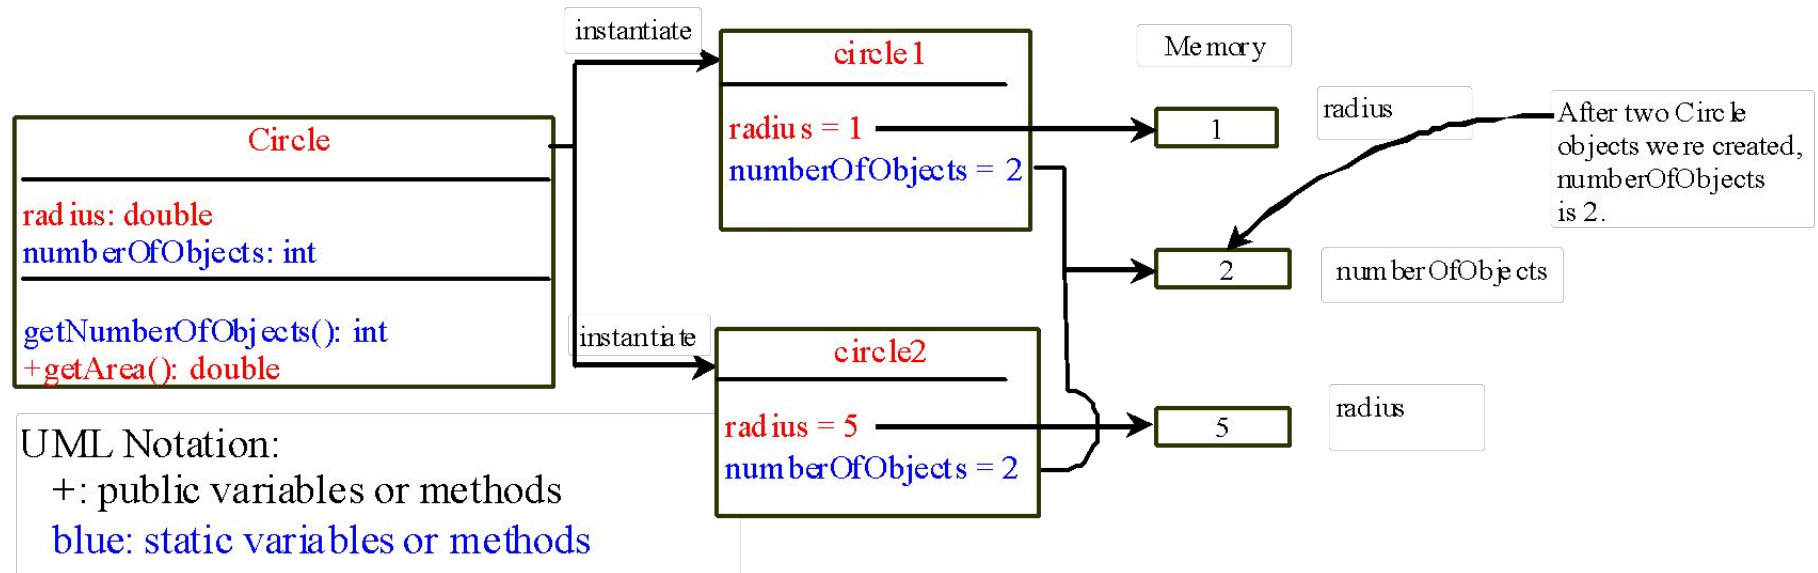 instantiate
circle1
radius = 1
numberOfObjects = 2
Memory
1
radius
After two Circle
objects were created,
numberOfObjects
is 2.
Circle
radius: double
numberOfObjects: int
getNumberOfObjects(): int
+getArea(): double
2
numberOfObjects
instantiate
circle2
radius = 5
numberOfObjects = 2
5
radius
UML Notation:
+: public variables or methods
blue: static variables or methods